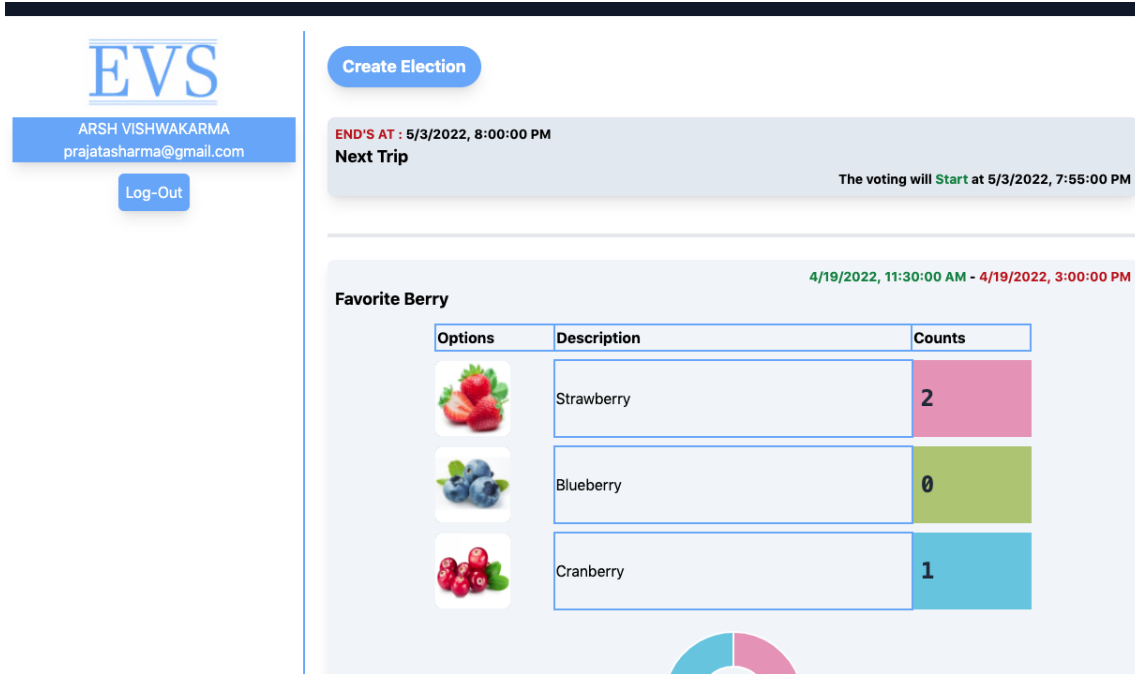 EVS
ARSH VISHWAKARMA
prajatasharma@gmail.com
Log-Out
Create Election
END'S AT : 5/3/2022, 8:00:00 PM
Next Trip
The voting will Start at 5/3/2022, 7:55:00 PM
4/19/2022, 11:30:00 AM - 4/19/2022, 3:00:00 PM
Favorite Berry
Options Description Counts
Strawberry 2
Blueberry 0
Cranberry 1